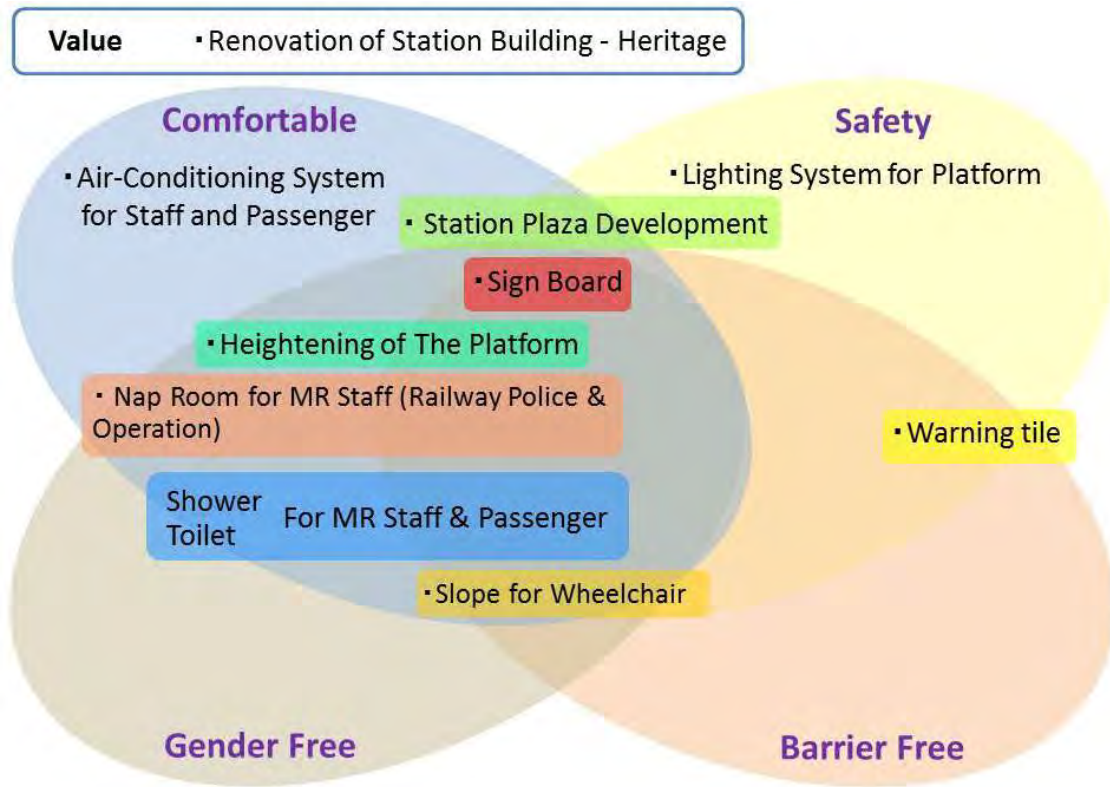 Value ・Renovation of Station Building - Heritage
Comfortable
Safety
・Air-Conditioning System
for Staff and Passenger
・Lighting System for Platform
・Station Plaza Development
・Sign Board
・Heightening of The Platform
・Nap Room for MR Staff (Railway Police &
Operation)
・Warning tile
Shower
Toilet
For MR Staff & Passenger
・Slope for Wheelchair
Gender Free
Barrier Free